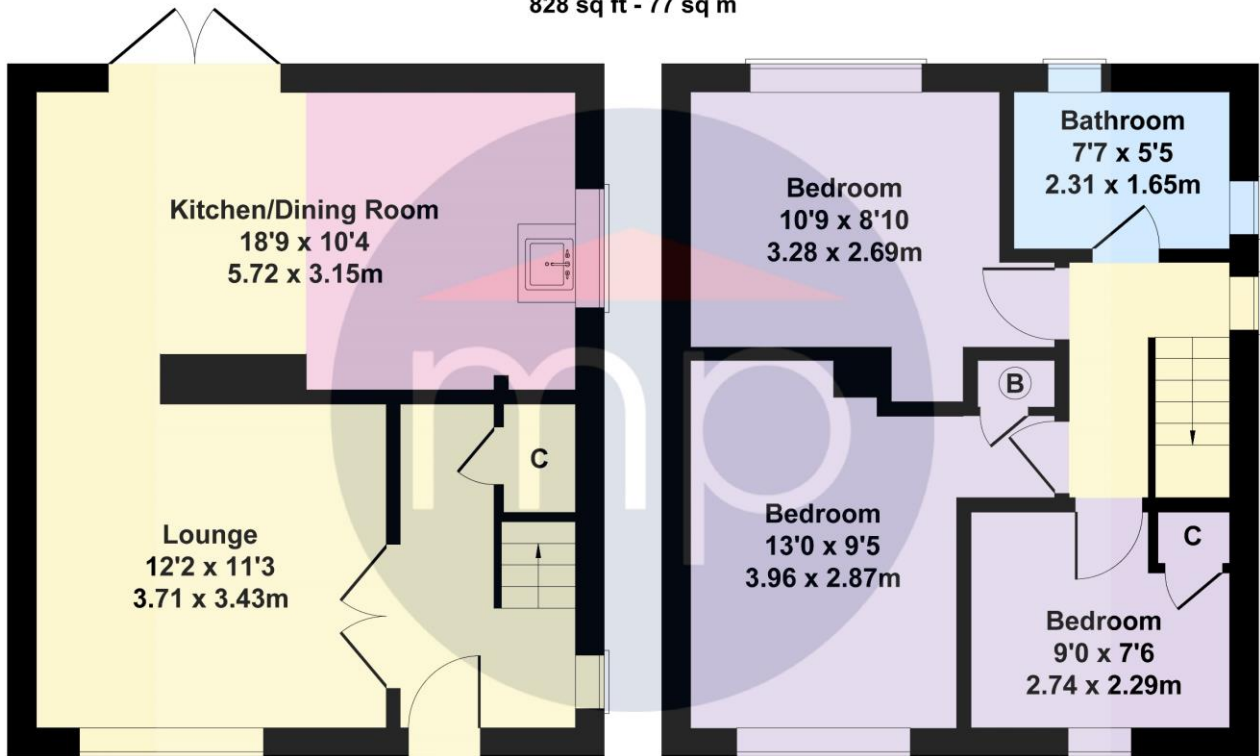 828 sq ft - 77 sq m
Kitchen/Dining Room
18'9 x 10'4
5.72 x 3.15m
Lounge
12'2 x 11'3
3.71 x 3.43m
C
Bedroom
10'9 x 8'10
3.28 x 2.69m
Bathroom
7'7 x 5'5
2.31 x 1.65m
B
Bedroom
13'0 x 9'5
3.96 x 2.87m
C
Bedroom
9'0 x 7'6
2.74 x 2.29m
mp